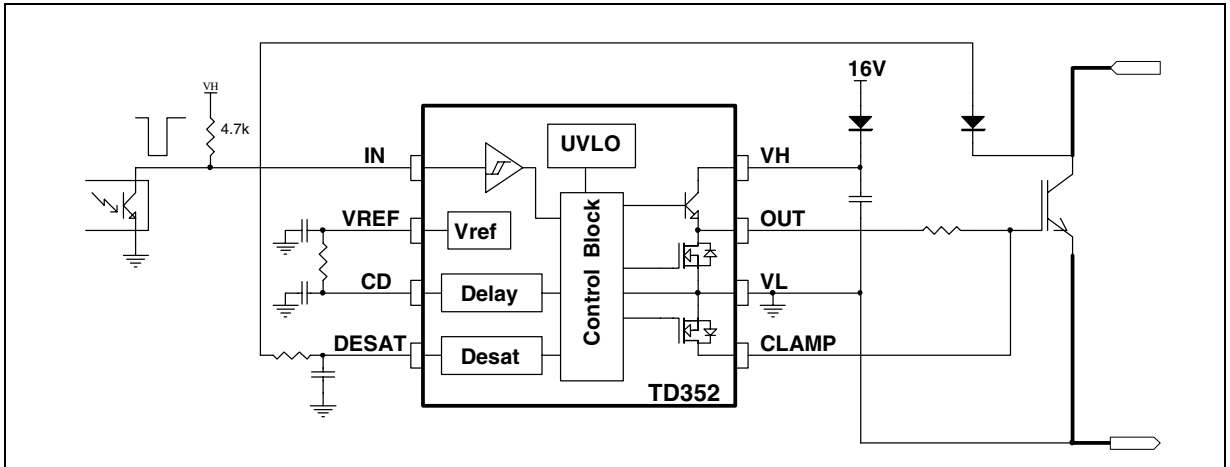 16V
VH
4.7k
IN
UVLO
VH
VREF
Vref
OUT
Control Block
CD
Delay
VL
DESAT
Desat
CLAMP
TD352